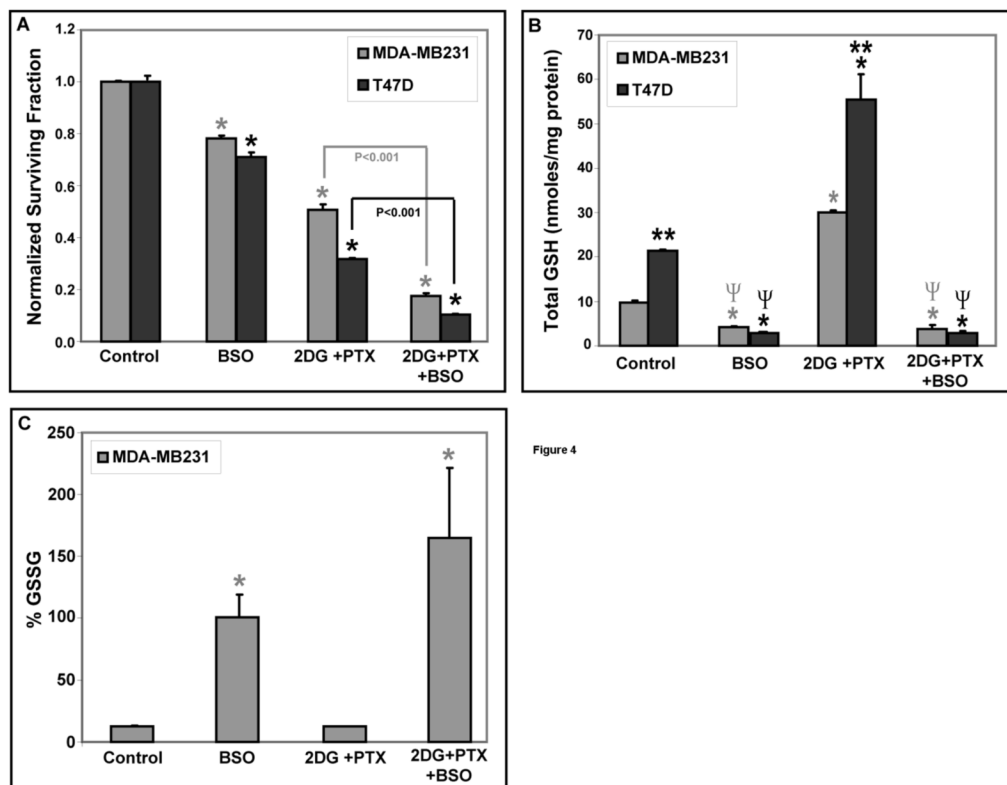 A
Normalized Surviving Fraction
1.2
1.0
0.8
0.6
0.4
0.2
0.0
MDA-MB231
T47D
*
*
P<0.001
*
P<0.001
*
*
*
Control
BSO
2DG +PTX
2DG+PTX
+BSO
B
Total GSH (nmoles/mg protein)
70
60
50
40
30
20
10
0
MDA-MB231
T47D
**
*
**
*
Ψ
*
Ψ
*
Ψ
*
Ψ
*
Control
BSO
2DG +PTX
2DG+PTX
+BSO
C
% GSSG
250
200
150
100
50
0
MDA-MB231
*
*
Control
BSO
2DG +PTX
2DG+PTX
+BSO
Figure 4